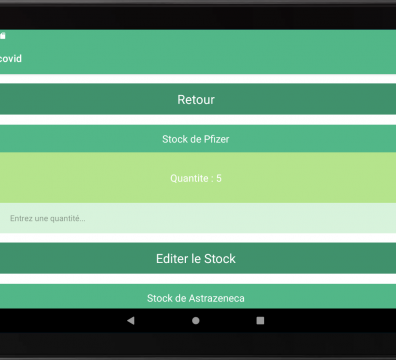 covid
Retour
Stock de Pfizer
Quantite : 5
Entrez une quantité...
Editer le Stock
Stock de Astrazeneca